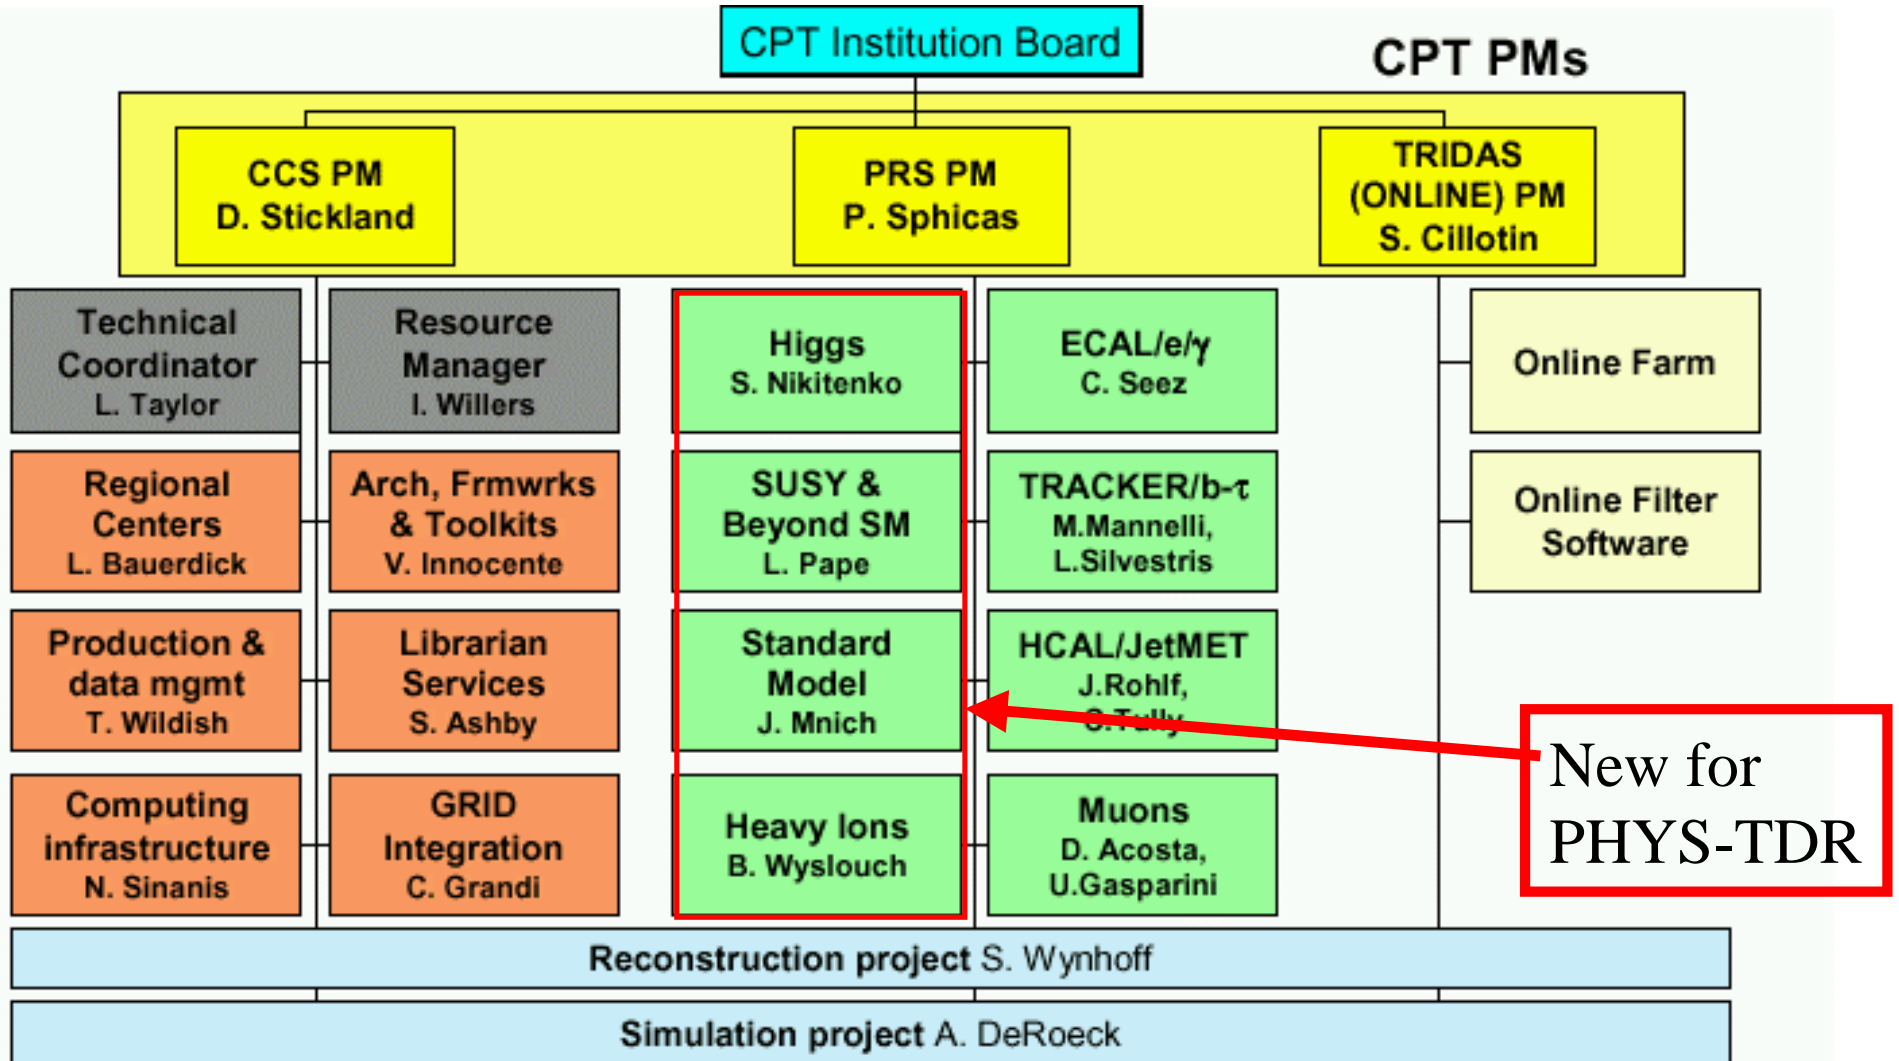 CPT Institution Board
CPT PMs
CCS PM
D. Stickland
PRS PM
P. Sphicas
TRIDAS
(ONLINE) PM
S. Cillotin
Technical
Coordinator
L. Taylor
Resource
Manager
I. Willers
Higgs
S. Nikitenko
ECAL/e/γ
C. Seez
Online Farm
Regional
Centers
L. Bauerdick
Arch, Frmwrks
& Toolkits
V. Innocente
SUSY &
Beyond SM
L. Pape
TRACKER/b-τ
M.Mannelli,
L.Silvestris
Online Filter
Software
Production &
data mgmt
T. Wildish
Librarian
Services
S. Ashby
Standard
Model
J. Mnich
HCAL/JetMET
J.Rohlf,
C.Tully
New for
PHYS-TDR
Computing
infrastructure
N. Sinanis
GRID
Integration
C. Grandi
Heavy Ions
B. Wyslouch
Muons
D. Acosta,
U.Gasparini
Reconstruction project S. Wynhoff
Simulation project A. DeRoeck